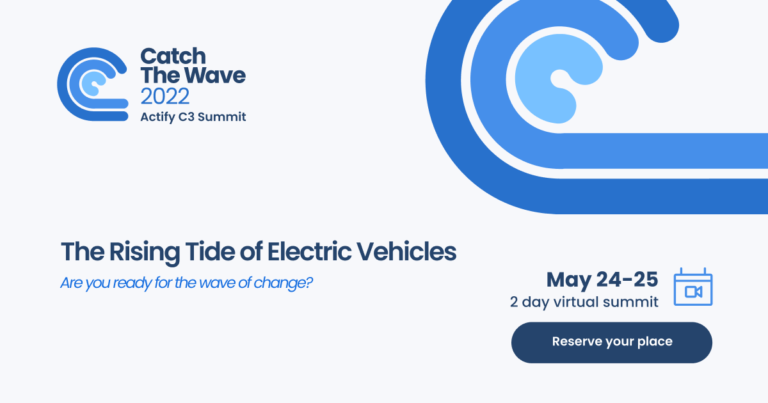 Catch
The Wave
2022
Actify C3 Summit
The Rising Tide of Electric Vehicles
Are you ready for the wave of change?
May 24-25
2 day virtual summit
Reserve your place